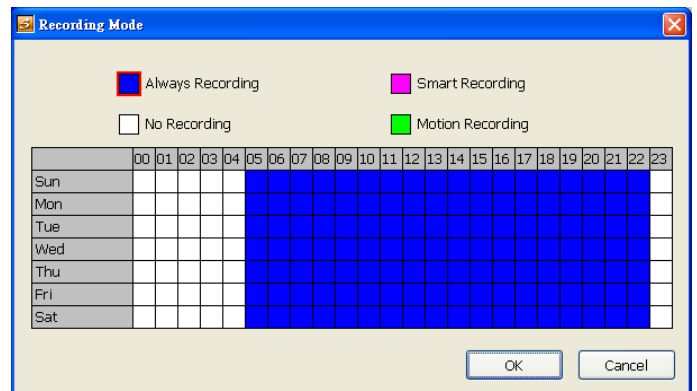 Recording Mode
Always Recording
Smart Recording
No Recording
Motion Recording
00 01 02 03 04 05 06 07 08 09 10 11 12 13 14 15 16 17 18 19 20 21 22 23
Sun
Mon
Tue
Wed
Thu
Fri
Sat
OK
Cancel